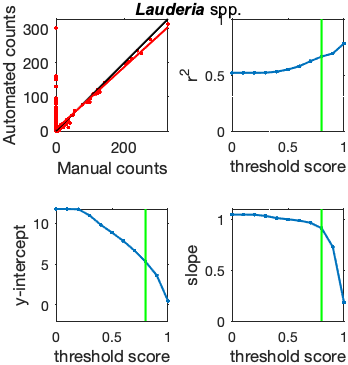 Lauderia spp.
Automated counts
300
200
100
0
0
200
Manual counts
r²
1
0.5
0
0
0.5
1
threshold score
y-intercept
10
5
0
0
0.5
1
threshold score
slope
1
0.5
0
0
0.5
1
threshold score